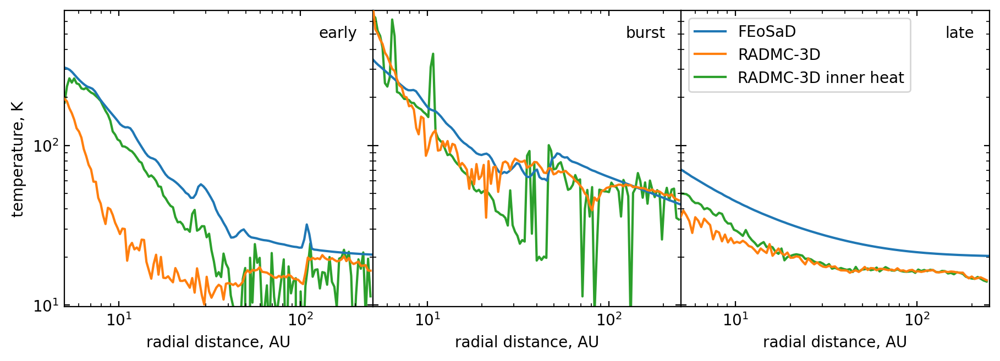 early
burst
late
FEoSaD
RADMC-3D
RADMC-3D inner heat
temperature, K
10²
10¹
10¹ 10² 10¹ 10² 10¹ 10²
radial distance, AU radial distance, AU radial distance, AU